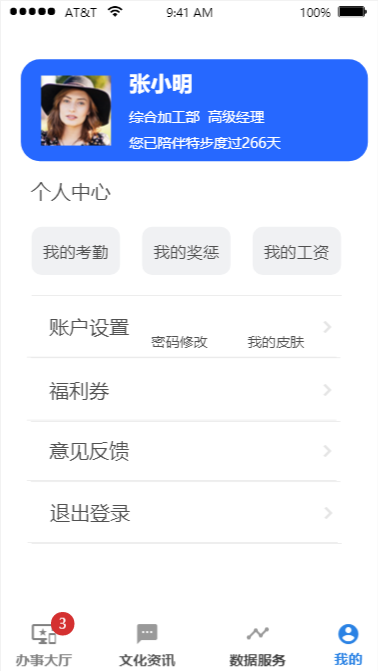 AT&T 9:41 AM 100%
张小明
综合加工部 高级经理
您已陪伴特步度过266天
个人中心
我的考勤 我的奖惩 我的工资
账户设置 密码修改 我的皮肤
福利券
意见反馈
退出登录
3
办事大厅 文化资讯 数据服务 我的